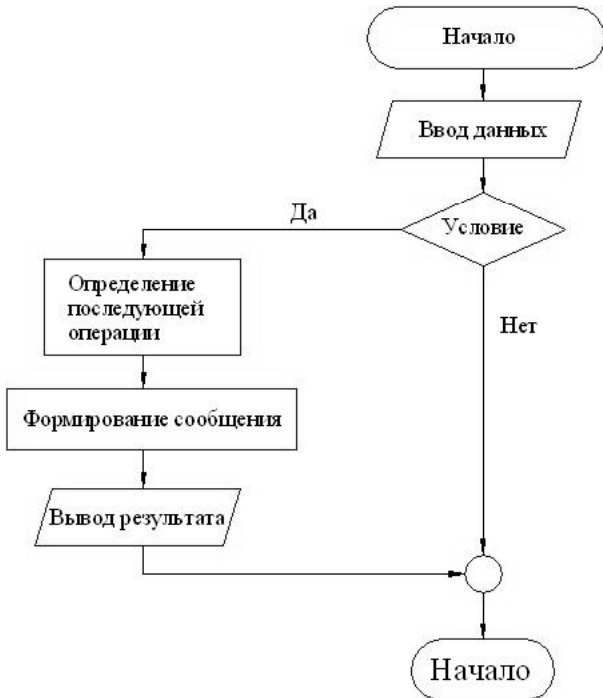 Начало
Ввод данных
Да
Условие
Определение
последующей
операции
Нет
Формирование сообщения
Вывод результата
Начало